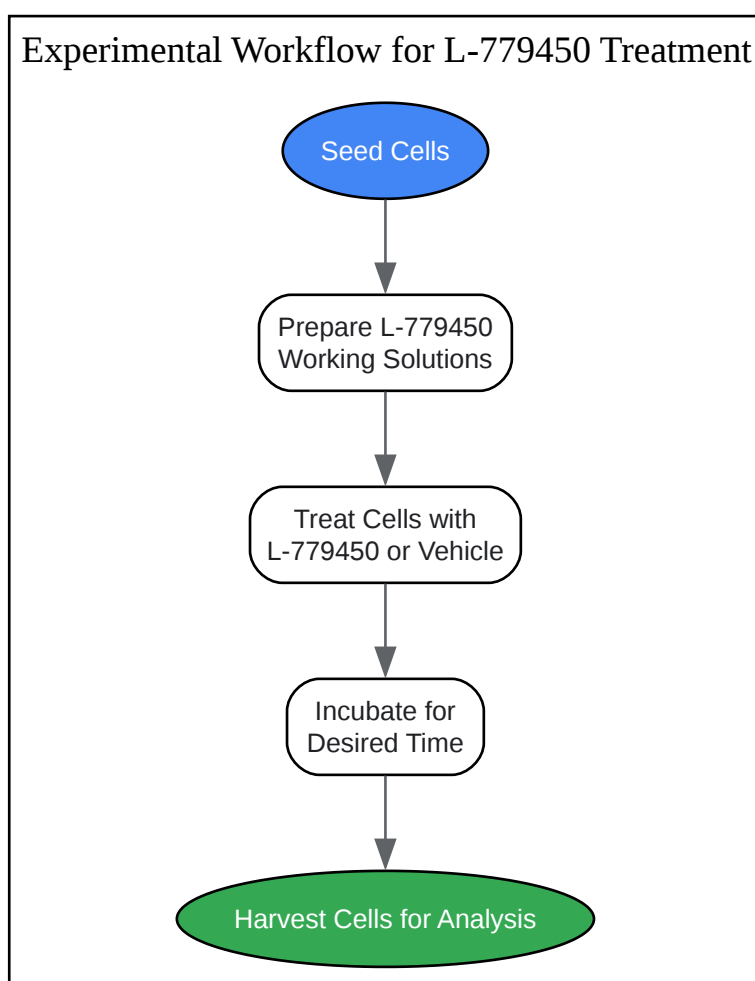 Experimental Workflow for L-779450 Treatment
Seed Cells
Prepare L-779450
Working Solutions
Treat Cells with
L-779450 or Vehicle
Incubate for
Desired Time
Harvest Cells for Analysis